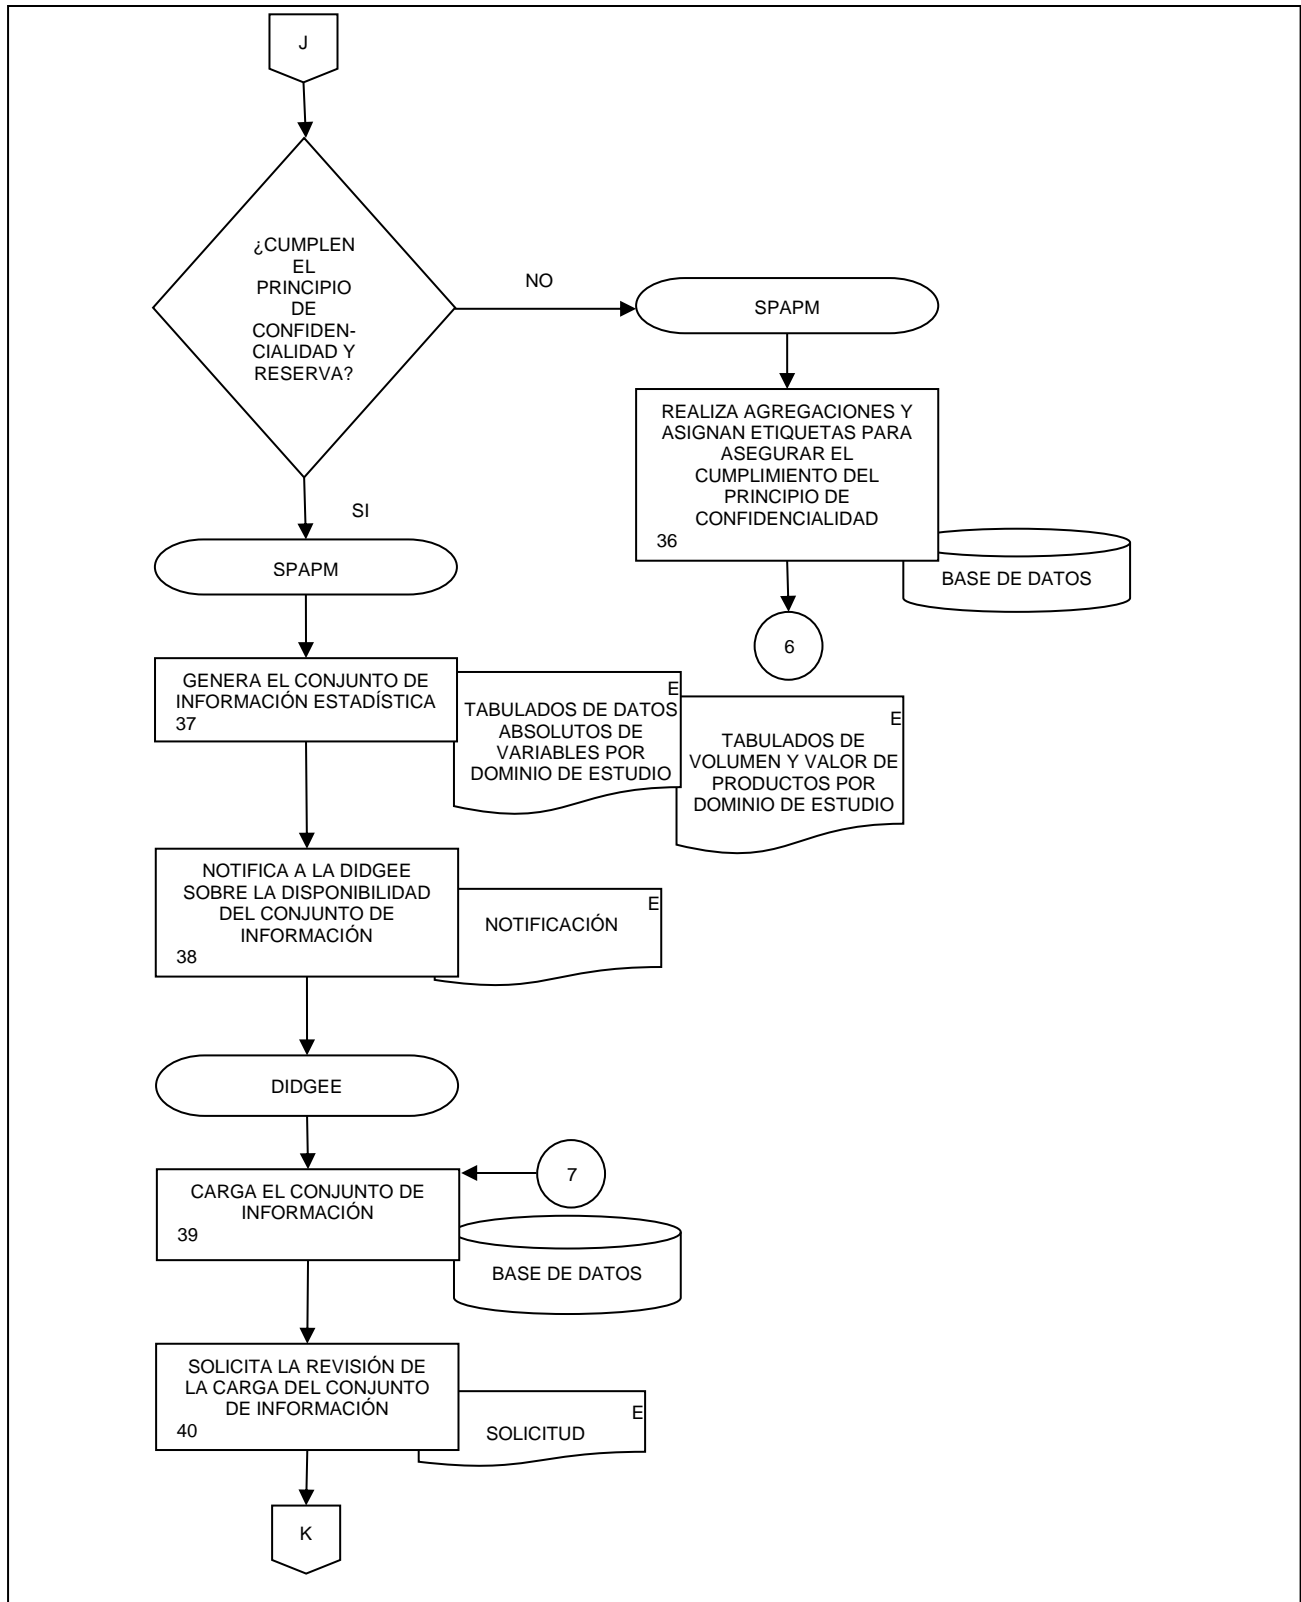 J
¿CUMPLEN
EL
PRINCIPIO
DE
CONFIDEN-
CIALIDAD Y
RESERVA?
NO
SPAPM
REALIZA AGREGACIONES Y
ASIGNAN ETIQUETAS PARA
ASEGURAR EL
CUMPLIMIENTO DEL
PRINCIPIO DE
CONFIDENCIALIDAD
36
BASE DE DATOS
6
SI
SPAPM
GENERA EL CONJUNTO DE
INFORMACIÓN ESTADÍSTICA
37
E
TABULADOS DE DATOS
ABSOLUTOS DE
VARIABLES POR
DOMINIO DE ESTUDIO
E
TABULADOS DE
VOLUMEN Y VALOR DE
PRODUCTOS POR
DOMINIO DE ESTUDIO
NOTIFICA A LA DIDGEE
SOBRE LA DISPONIBILIDAD
DEL CONJUNTO DE
INFORMACIÓN
38
E
NOTIFICACIÓN
DIDGEE
7
CARGA EL CONJUNTO DE
INFORMACIÓN
39
BASE DE DATOS
SOLICITA LA REVISIÓN DE
LA CARGA DEL CONJUNTO
DE INFORMACIÓN
40
E
SOLICITUD
K